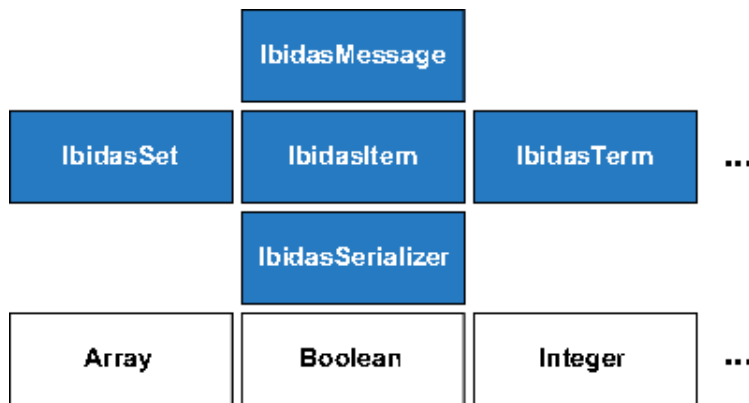 IbidasMessage
IbidasSet IbidasItem IbidasTerm ...
IbidasSerializer
Array Boolean Integer ...